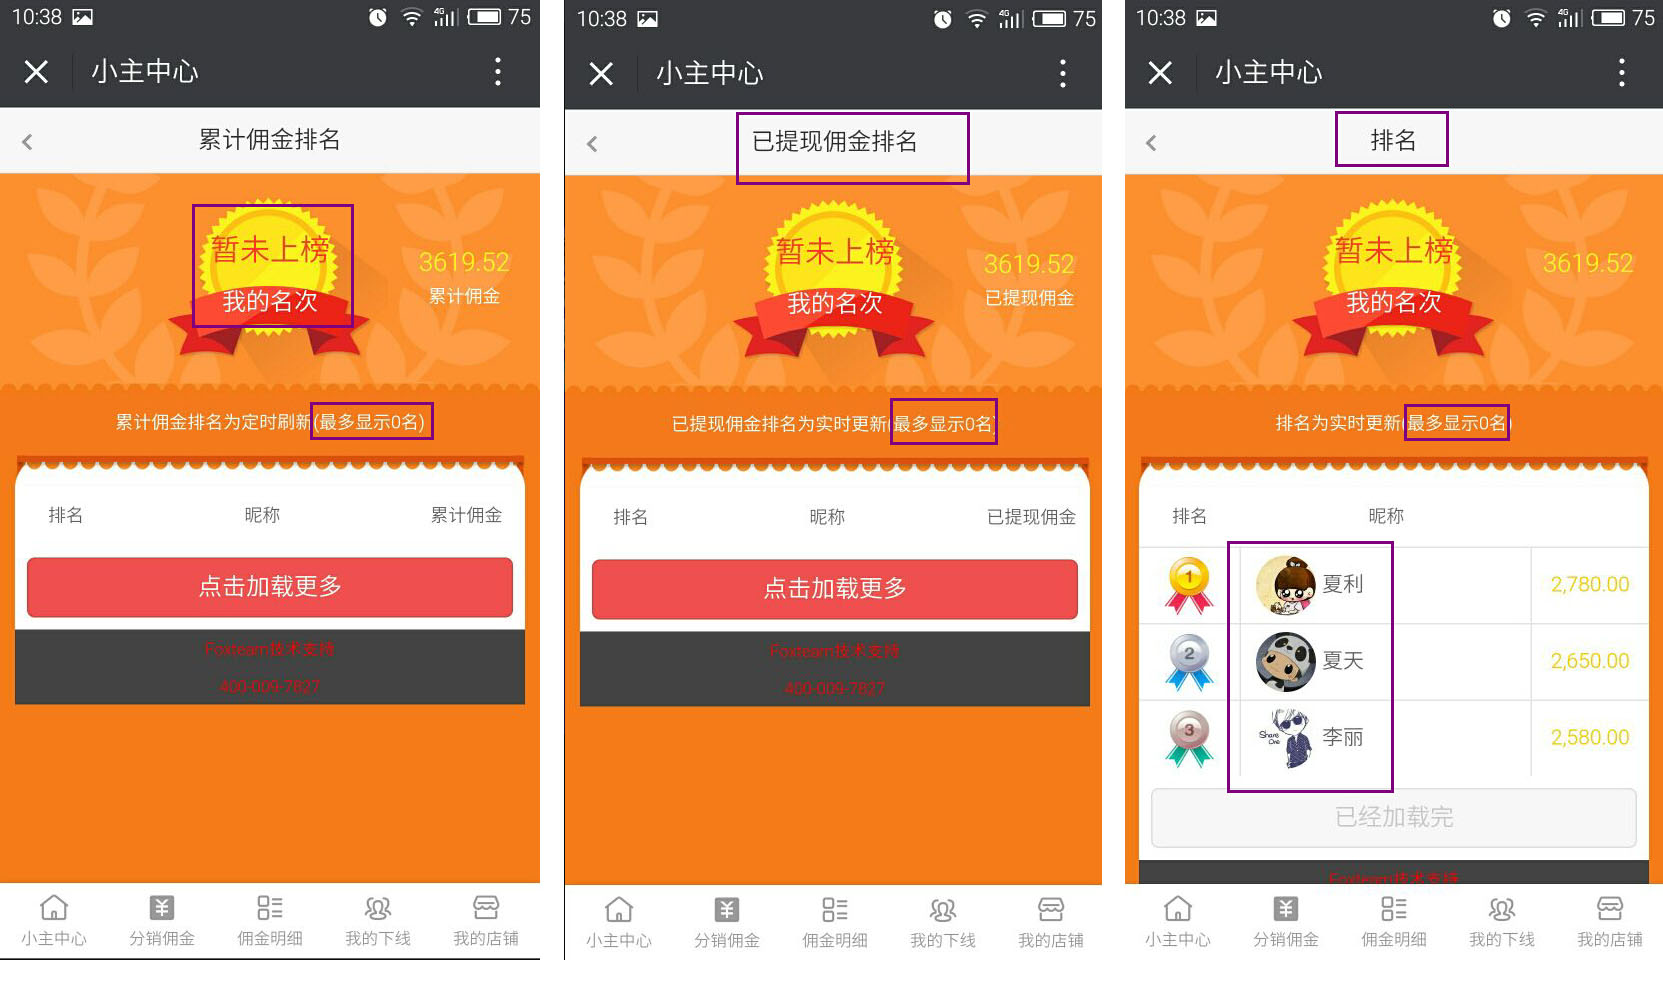 10:38
4G
75
小主中心
累计佣金排名
暂未上榜
我的名次
3619.52
累计佣金
累计佣金排名为定时刷新(最多显示0名)
排名 昵称 累计佣金
点击加载更多
Foxteam技术支持
400-009-7827
小主中心 分销佣金 佣金明细 我的下线 我的店铺
10:38
4G
75
小主中心
已提现佣金排名
暂未上榜
我的名次
3619.52
已提现佣金
已提现佣金排名为实时更新(最多显示0名)
排名 昵称 已提现佣金
点击加载更多
Foxteam技术支持
400-009-7827
小主中心 分销佣金 佣金明细 我的下线 我的店铺
10:38
4G
75
小主中心
排名
暂未上榜
我的名次
3619.52
排名为实时更新(最多显示0名)
排名 昵称
1 夏利 2,780.00
2 夏天 2,650.00
3 Share One 李丽 2,580.00
已经加载完
Foxteam技术支持
小主中心 分销佣金 佣金明细 我的下线 我的店铺